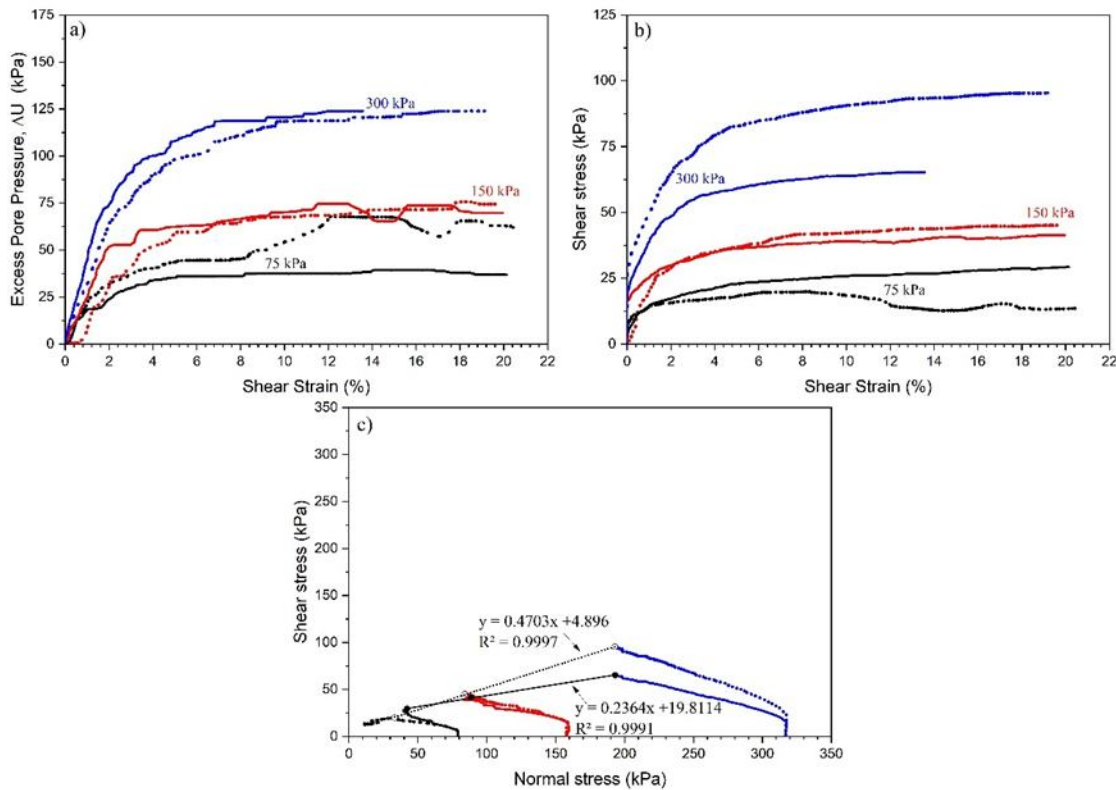 a)
Excess Pore Pressure, ΔU (kPa)
175
150
125
100
75
50
25
0
300 kPa
150 kPa
75 kPa
0 2 4 6 8 10 12 14 16 18 20 22
Shear Strain (%)
b)
Shear stress (kPa)
125
100
75
50
25
0
300 kPa
150 kPa
75 kPa
0 2 4 6 8 10 12 14 16 18 20 22
Shear Strain (%)
c)
Shear stress (kPa)
350
300
250
200
150
100
50
0
y = 0.4703x +4.896
R² = 0.9997
y = 0.2364x +19.8114
R² = 0.9991
0 50 100 150 200 250 300 350
Normal stress (kPa)